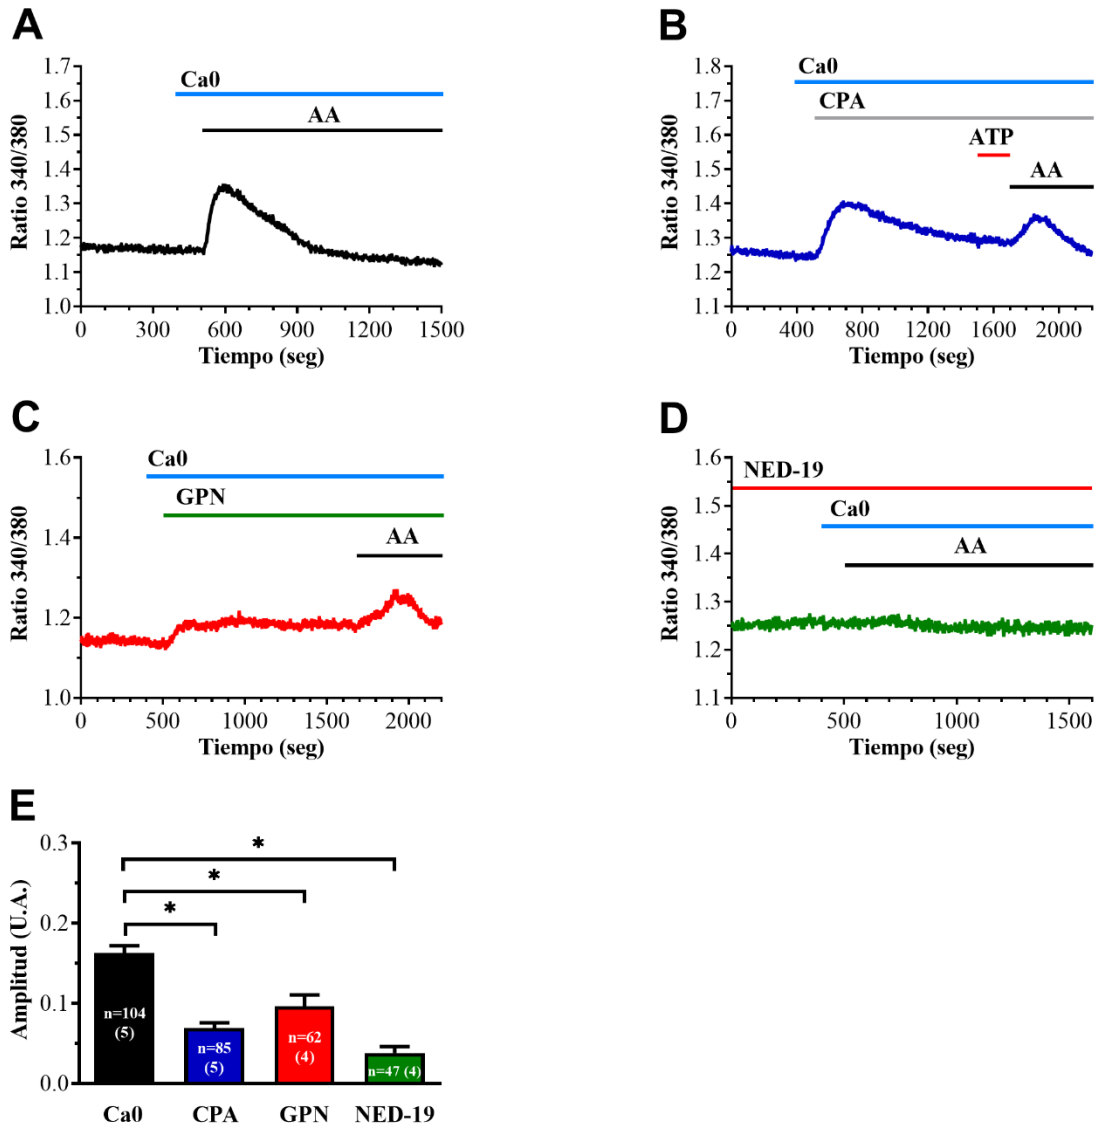 A
1.7
1.6
1.5
1.4
1.3
1.2
1.1
1.0
Ratio 340/380
Ca0
AA
0 300 600 900 1200 1500
Tiempo (seg)
B
1.8
1.7
1.6
1.5
1.4
1.3
1.2
1.1
Ratio 340/380
Ca0
CPA
ATP
AA
0 400 800 1200 1600 2000
Tiempo (seg)
C
1.6
1.4
1.2
1.0
Ratio 340/380
Ca0
GPN
AA
0 500 1000 1500 2000
Tiempo (seg)
D
1.6
1.5
1.4
1.3
1.2
1.1
Ratio 340/380
NED-19
Ca0
AA
0 500 1000 1500
Tiempo (seg)
E
0.3
0.2
0.1
0.0
Amplitud (U.A.)
*
*
*
n=104
(5)
n=85
(5)
n=62
(4)
n=47 (4)
Ca0 CPA GPN NED-19